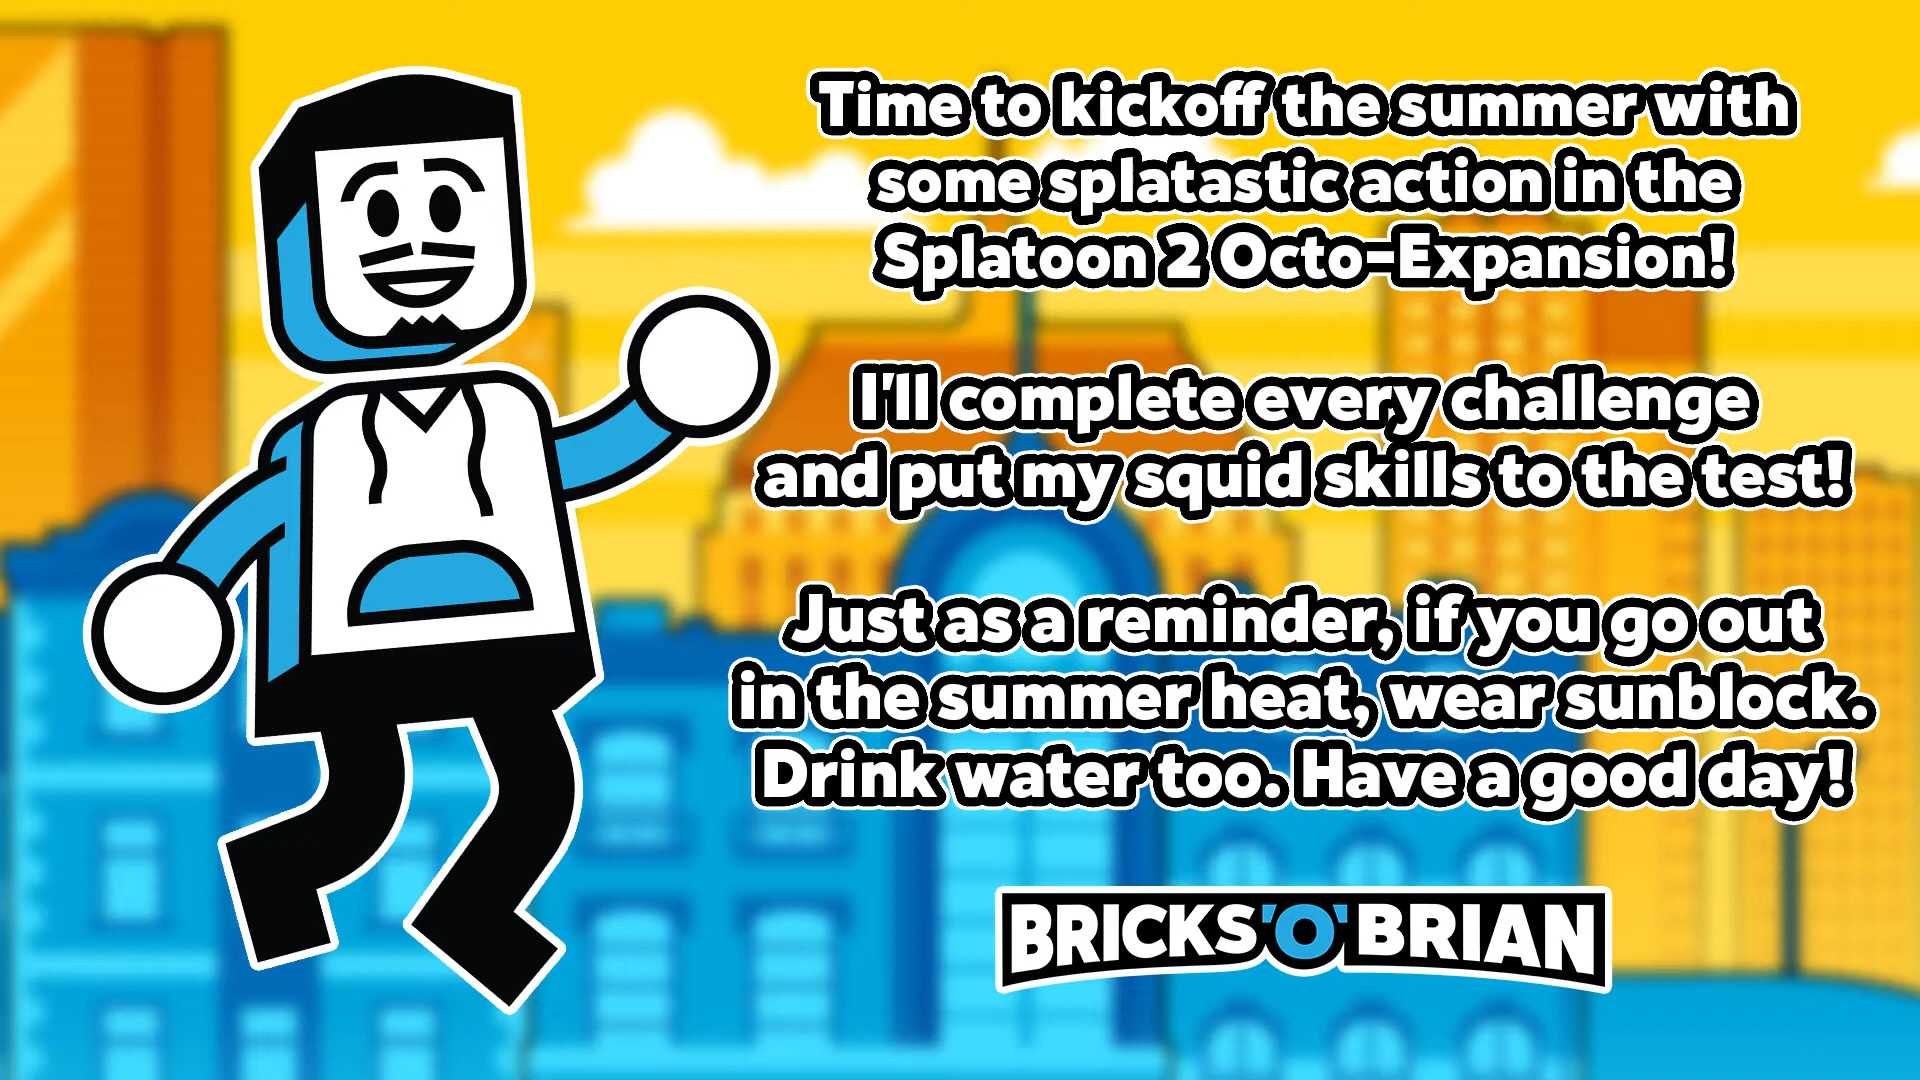 Time to kickoff the summer with
some splatastic action in the
Splatoon 2 Octo-Expansion!
I'll complete every challenge
and put my squid skills to the test!
Just as a reminder, if you go out
in the summer heat, wear sunblock.
Drink water too. Have a good day!
BRICKS'O'BRIAN